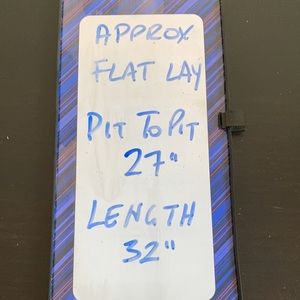 APPROX
FLAT LAY
PIT TO PIT
27"
LENGTH
32"